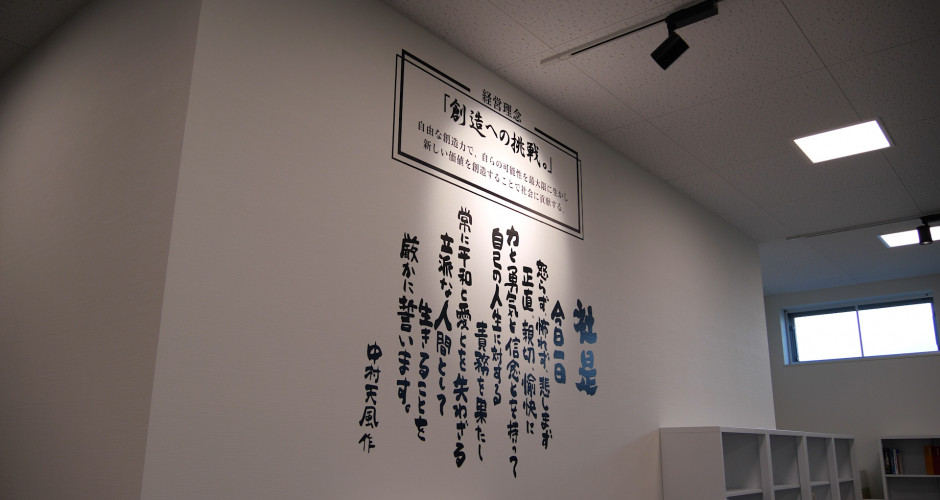 経営理念
「創造への挑戦。」
自由な創造力で、自らの可能性を最大限に生かし
新しい価値を創造することで社会に貢献する
社是
今日一日
怒らず 怖れず 悲しまず
正直 親切 愉快に
力と勇気と信念とを持って
自己の人生に対する
責務を果たし
常に平和と愛とを失わざる
立派な人間として
生きることを
厳かに誓います。
中村天風 作